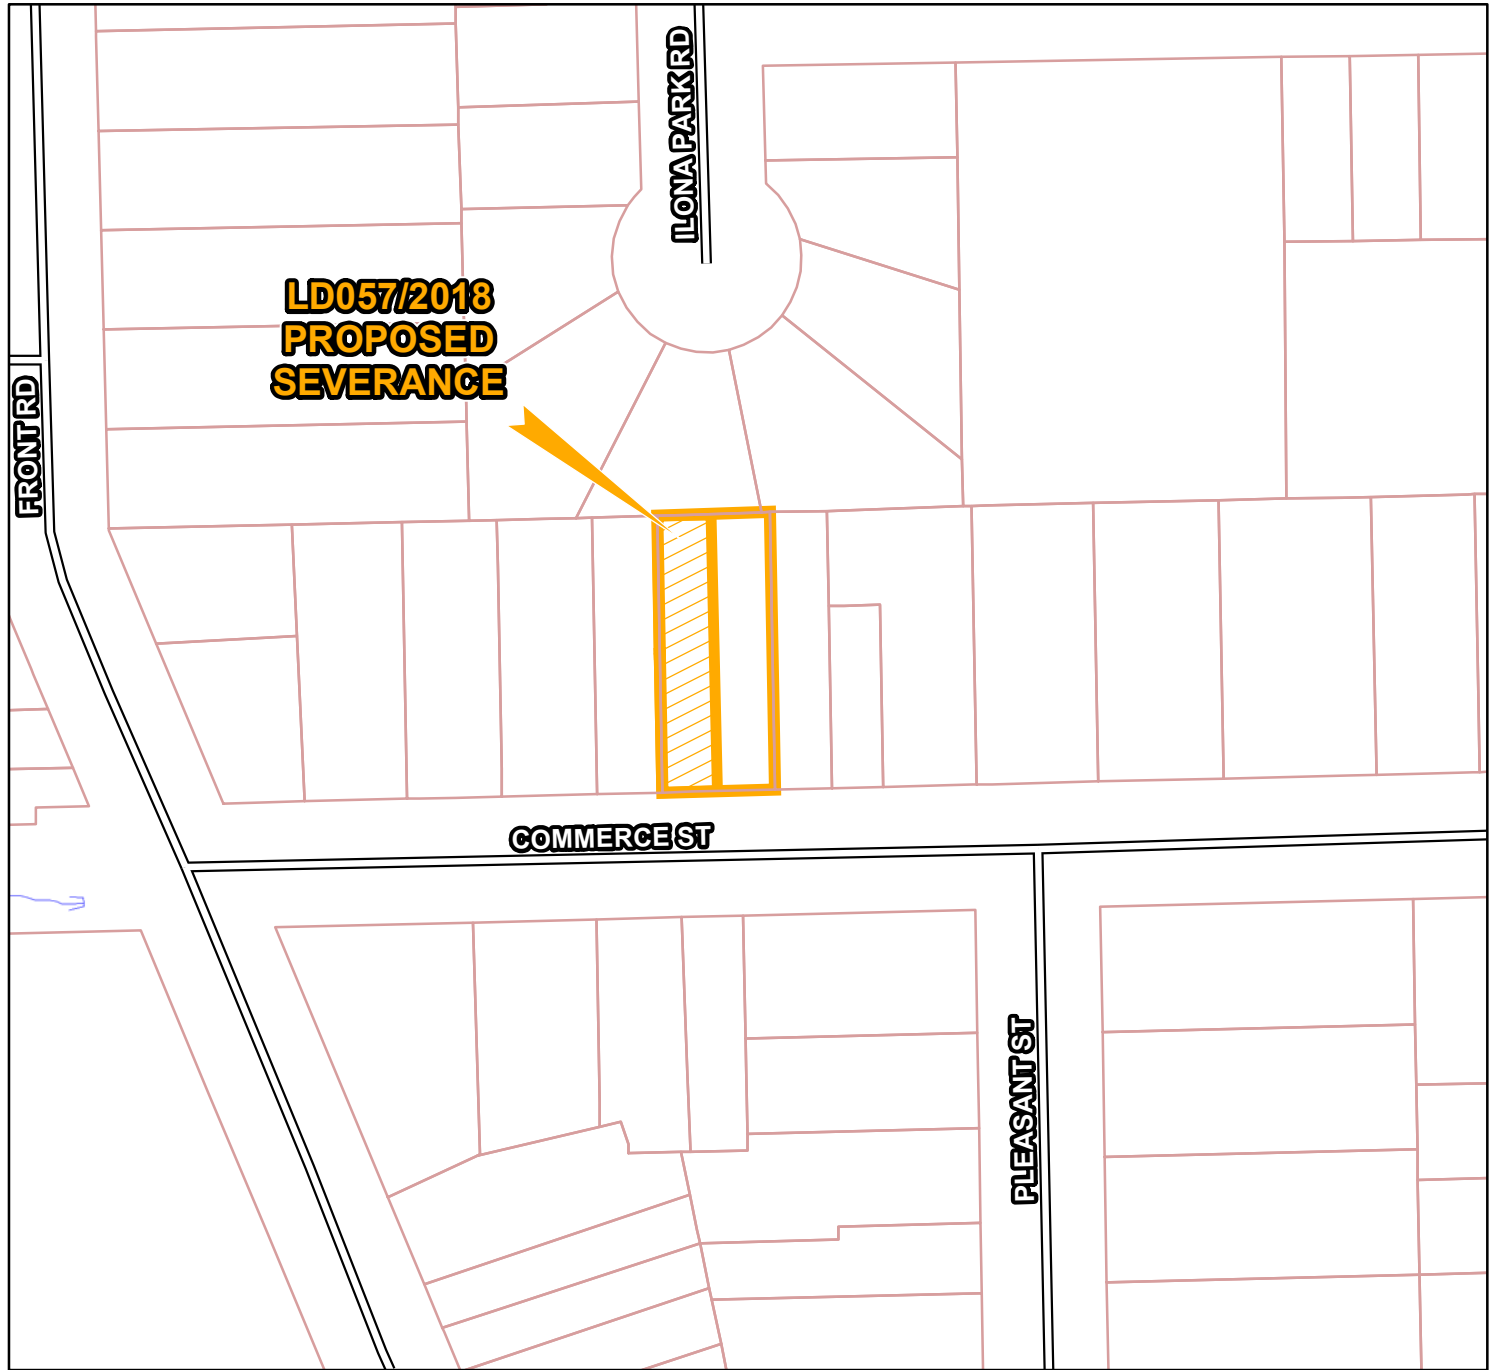 ILONA PARK RD
LD057/2018
PROPOSED
SEVERANCE
FRONT RD
COMMERCE ST
PLEASANT ST